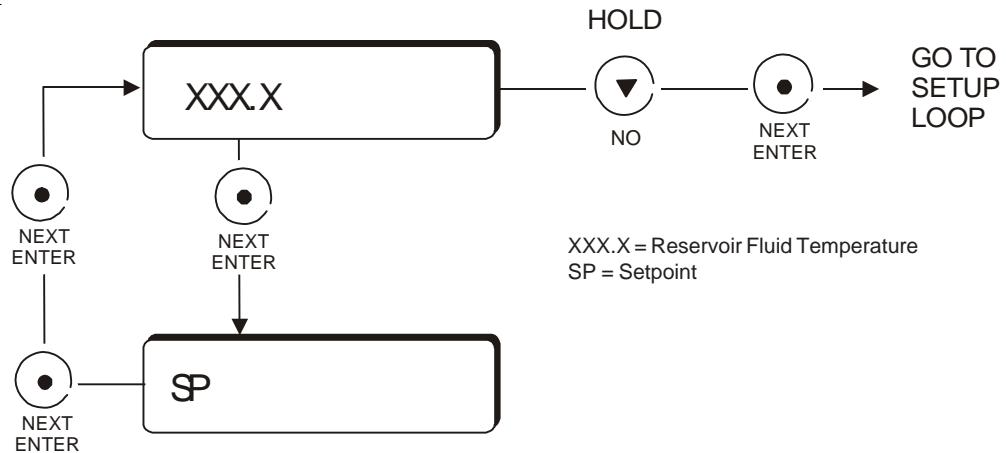 HOLD
XXX.X
NO
NEXT
ENTER
GO TO
SETUP
LOOP
NEXT
ENTER
NEXT
ENTER
XXX.X = Reservoir Fluid Temperature
SP = Setpoint
SP
NEXT
ENTER